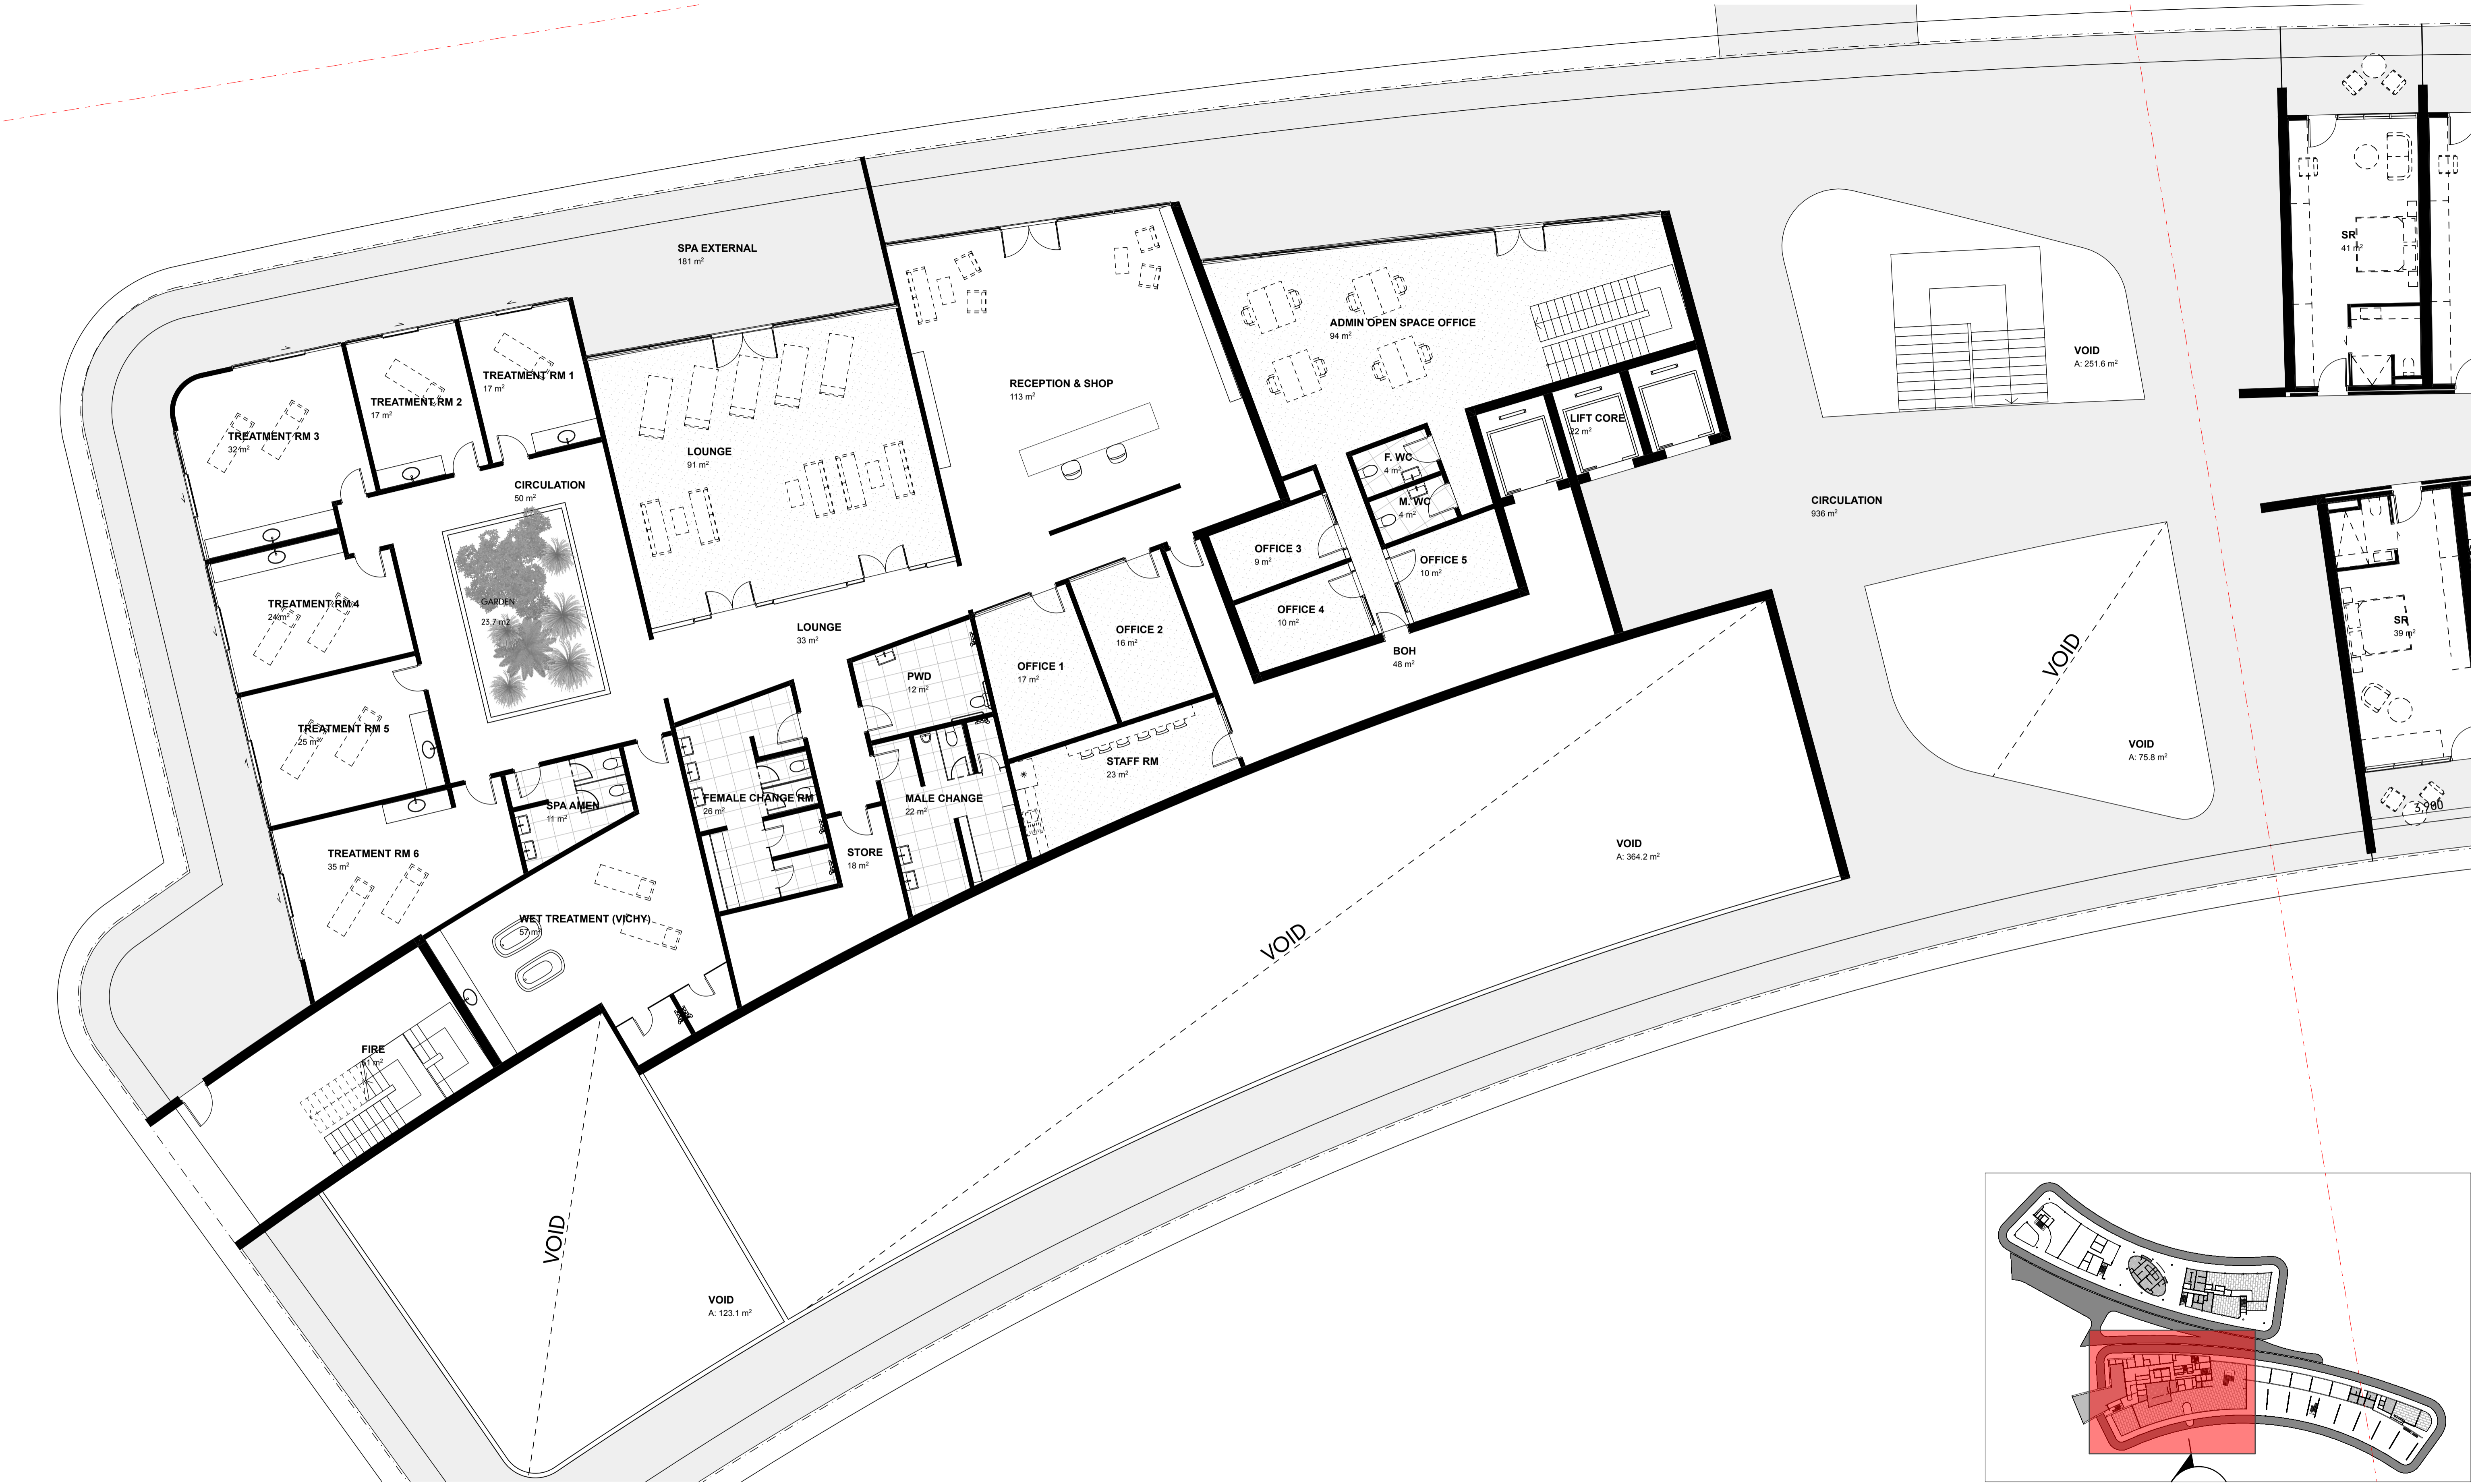 SPA EXTERNAL
181 m²
TREATMENT RM 1
17 m²
TREATMENT RM 2
17 m²
TREATMENT RM 3
32 m²
TREATMENT RM 4
24 m²
TREATMENT RM 5
25 m²
TREATMENT RM 6
35 m²
CIRCULATION
50 m²
GARDEN
23.7 m2
LOUNGE
91 m²
RECEPTION & SHOP
113 m²
ADMIN OPEN SPACE OFFICE
94 m²
LIFT CORE
22 m²
F. WC
4 m²
M. WC
4 m²
OFFICE 3
9 m²
OFFICE 4
10 m²
OFFICE 5
10 m²
BOH
48 m²
LOUNGE
33 m²
PWD
12 m²
OFFICE 1
17 m²
OFFICE 2
16 m²
STAFF RM
23 m²
SPA AMEN
11 m²
FEMALE CHANGE RM
26 m²
MALE CHANGE
22 m²
STORE
18 m²
WET TREATMENT (VICHY)
57 m²
FIRE
51 m²
VOID
VOID
A: 123.1 m²
VOID
VOID
A: 364.2 m²
CIRCULATION
936 m²
VOID
A: 251.6 m²
VOID
VOID
A: 75.8 m²
SR
41 m²
SR
39 m²
3,900